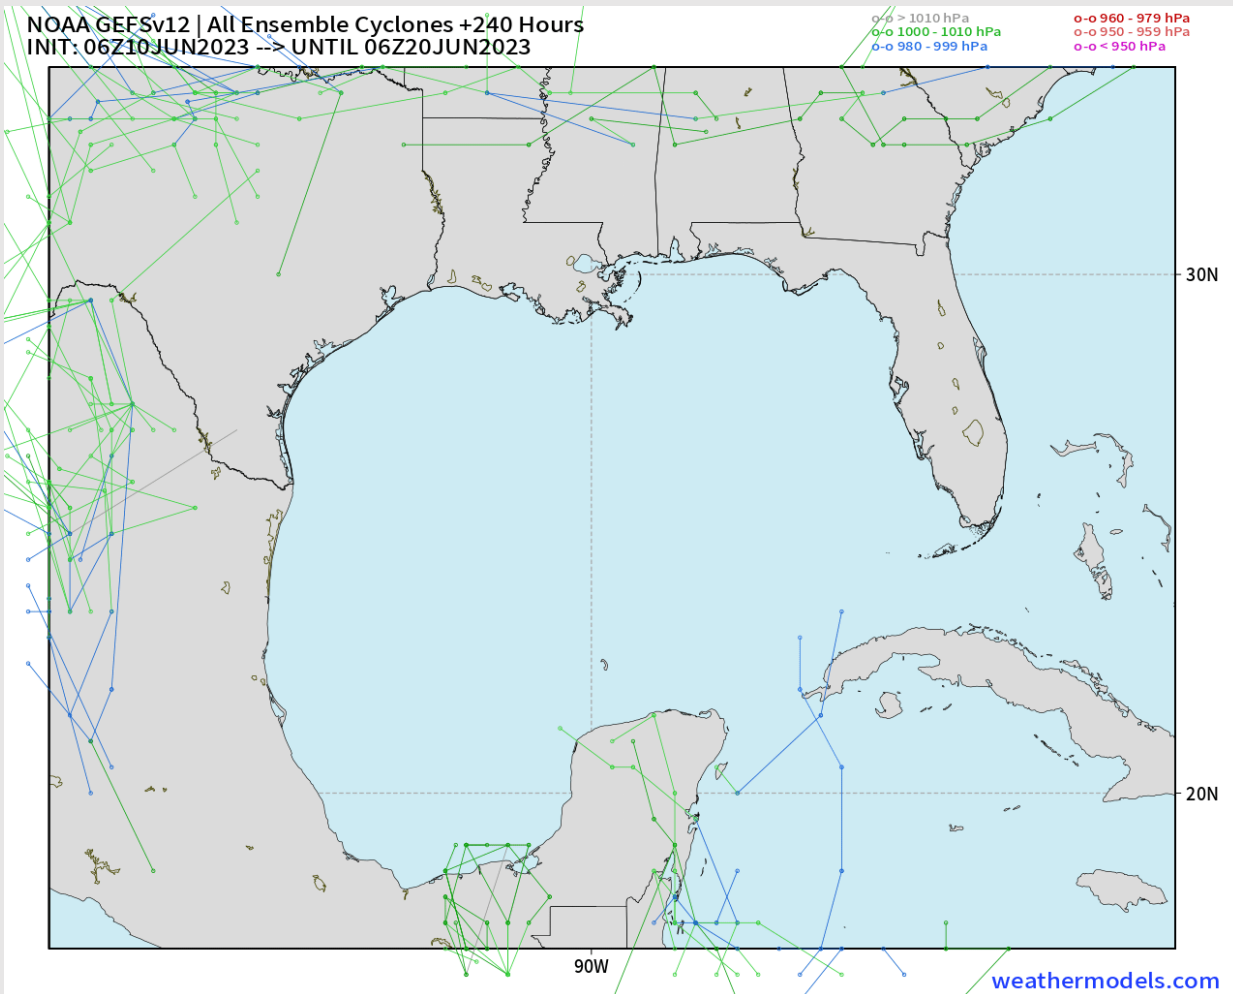 NOAA GEFSv12 | All Ensemble Cyclones +240 Hours
INIT: 06Z10JUN2023 --> UNTIL 06Z20JUN2023
o-o > 1010 hPa
o-o 1000 - 1010 hPa
o-o 980 - 999 hPa
o-o 960 - 979 hPa
o-o 950 - 959 hPa
o-o < 950 hPa
30N
20N
90W
weathermodels.com